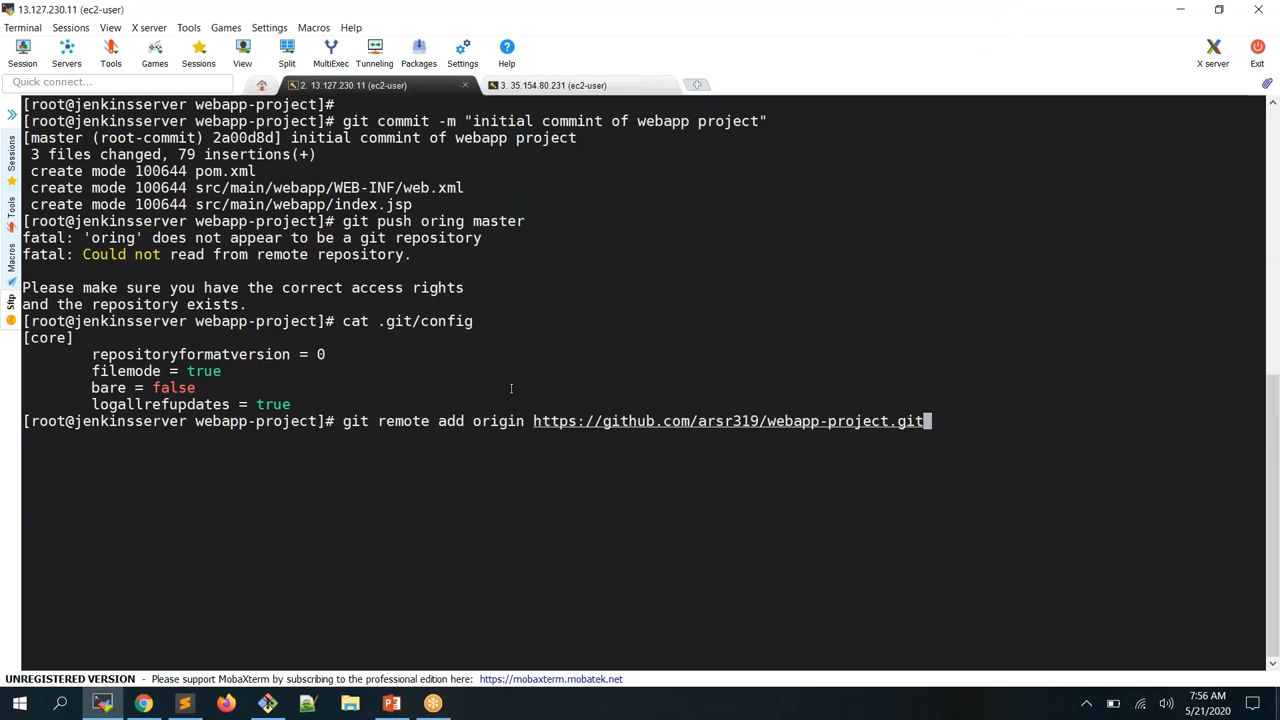 13.127.230.11 (ec2-user)
Terminal Sessions View X server Tools Games Settings Macros Help
Session Servers Tools Games Sessions View Split MultiExec Tunneling Packages Settings Help X server Exit
Quick connect...
2. 13.127.230.11 (ec2-user)
3. 35.154.80.231 (ec2-user)
Sessions
Tools
Macros
Sftp
[root@jenkinsserver webapp-project]#
[root@jenkinsserver webapp-project]# git commit -m "initial commint of webapp project"
[master (root-commit) 2a00d8d] initial commint of webapp project
3 files changed, 79 insertions(+)
create mode 100644 pom.xml
create mode 100644 src/main/webapp/WEB-INF/web.xml
create mode 100644 src/main/webapp/index.jsp
[root@jenkinsserver webapp-project]# git push oring master
fatal: 'oring' does not appear to be a git repository
fatal: Could not read from remote repository.
Please make sure you have the correct access rights
and the repository exists.
[root@jenkinsserver webapp-project]# cat .git/config
[core]
repositoryformatversion = 0
filemode = true
bare = false
logallrefupdates = true
[root@jenkinsserver webapp-project]# git remote add origin https://github.com/arsr319/webapp-project.git
UNREGISTERED VERSION - Please support MobaXterm by subscribing to the professional edition here: https://mobaxterm.mobatek.net
7:56 AM
5/21/2020